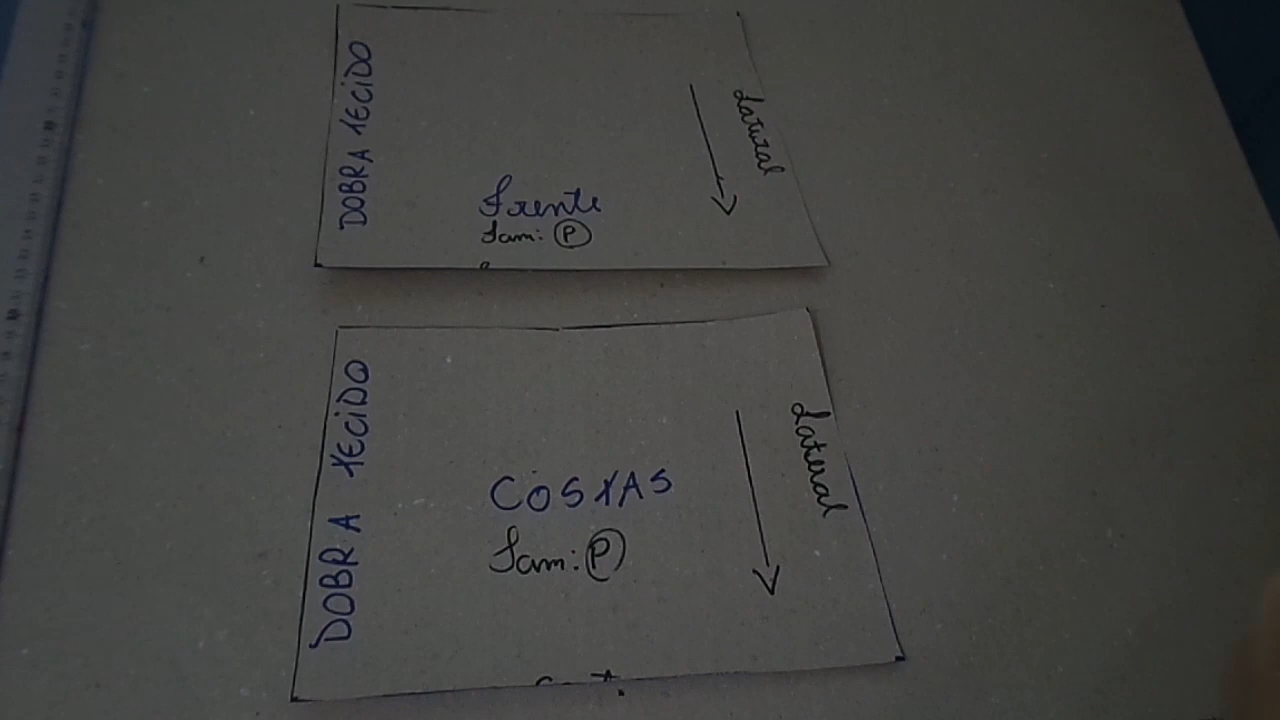 DOBRA TECIDO
Lateral
Frente
Tam: P
DOBRA TECIDO
Lateral
COSTAS
Tam: P